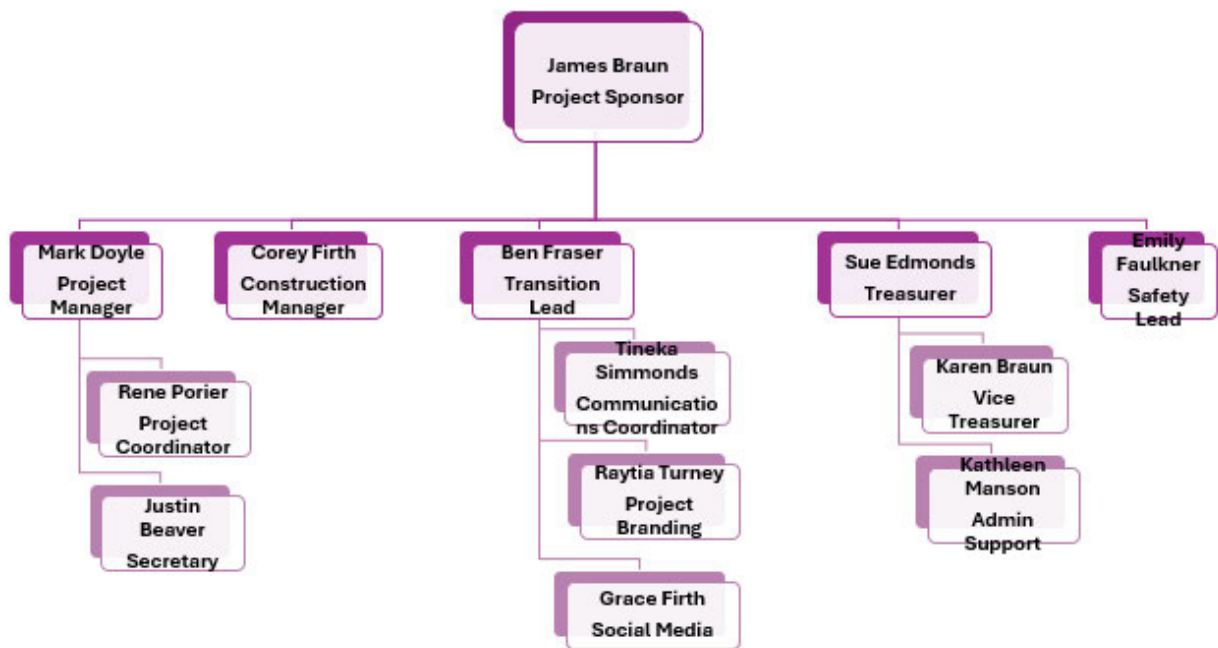 James Braun
Project Sponsor
Mark Doyle
Project
Manager
Corey Firth
Construction
Manager
Ben Fraser
Transition
Lead
Sue Edmonds
Treasurer
Emily
Faulkner
Safety
Lead
Rene Porier
Project
Coordinator
Justin
Beaver
Secretary
Tineka
Simmonds
Communicatio
ns Coordinator
Raytia Turney
Project
Branding
Grace Firth
Social Media
Karen Braun
Vice
Treasurer
Kathleen
Manson
Admin
Support